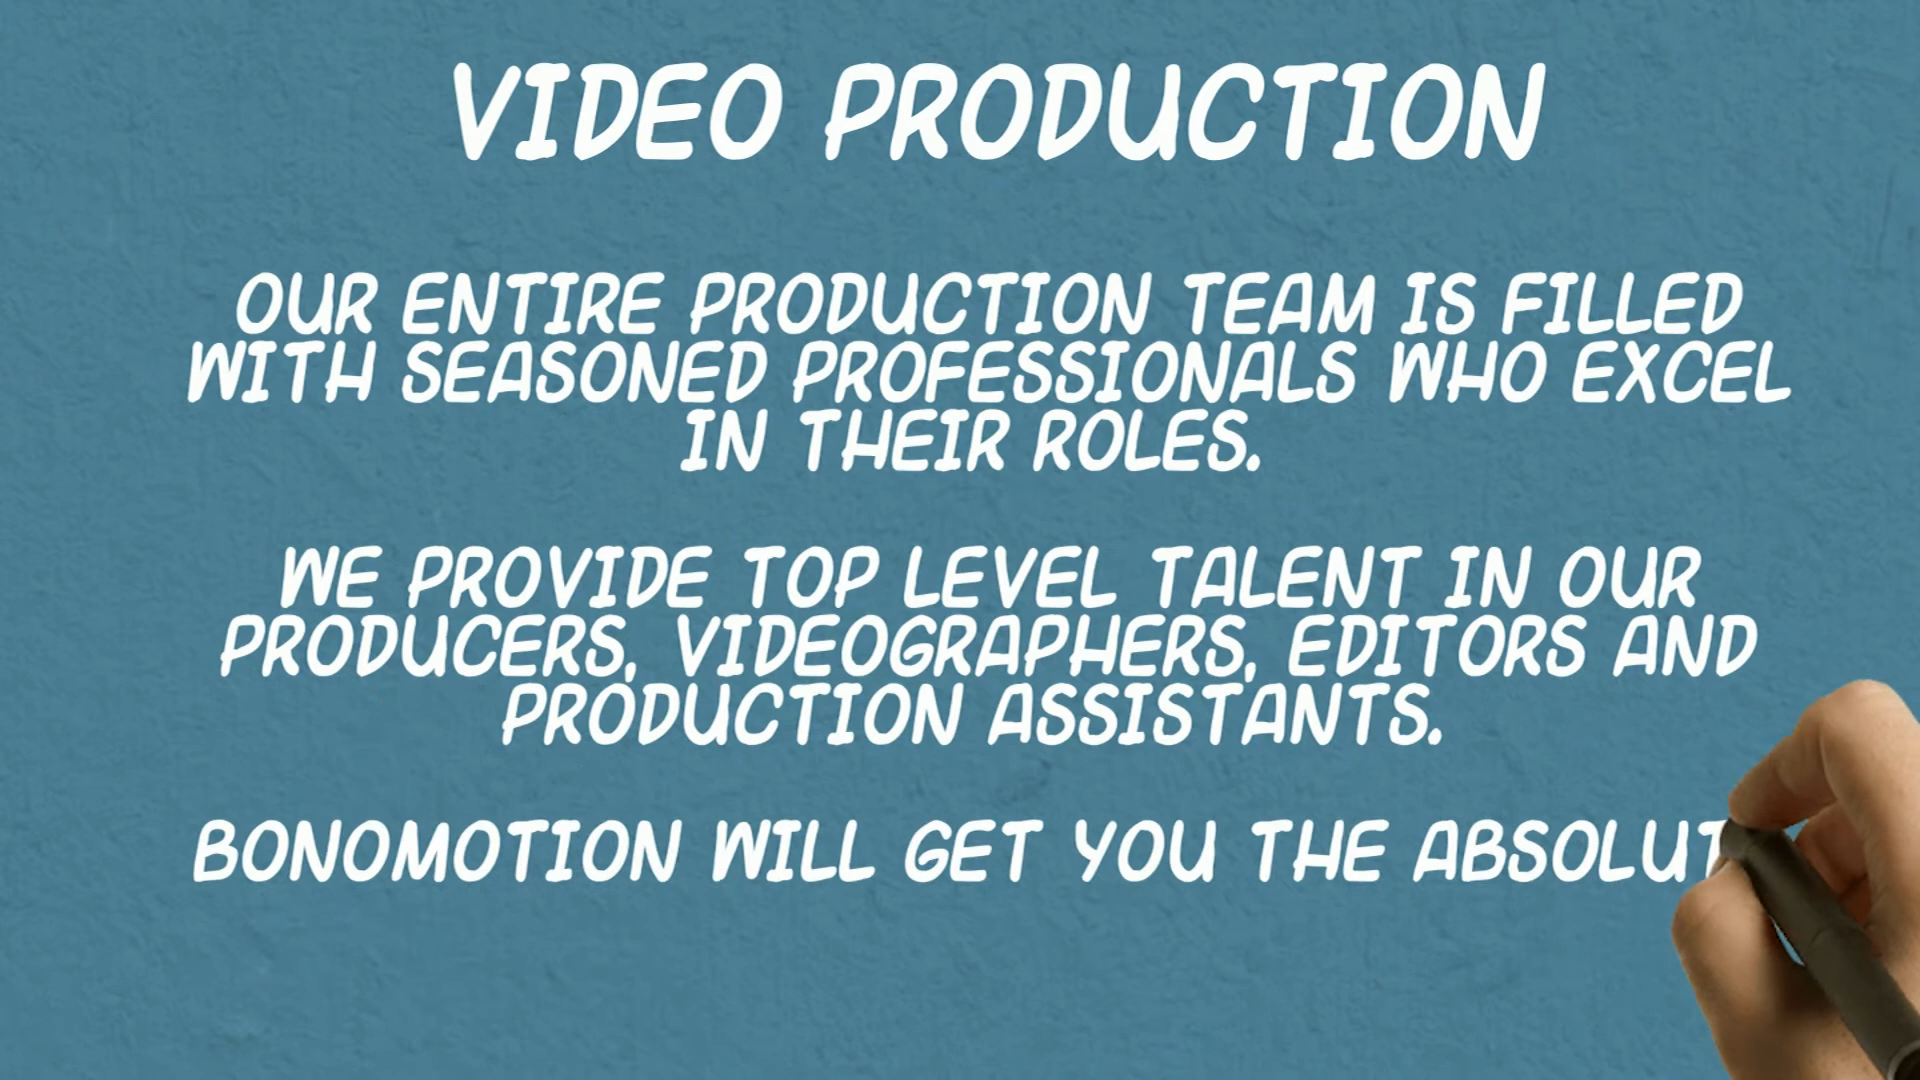 VIDEO PRODUCTION
OUR ENTIRE PRODUCTION TEAM IS FILLED
WITH SEASONED PROFESSIONALS WHO EXCEL
IN THEIR ROLES.
WE PROVIDE TOP LEVEL TALENT IN OUR
PRODUCERS, VIDEOGRAPHERS, EDITORS AND
PRODUCTION ASSISTANTS.
BONOMOTION WILL GET YOU THE ABSOLUT